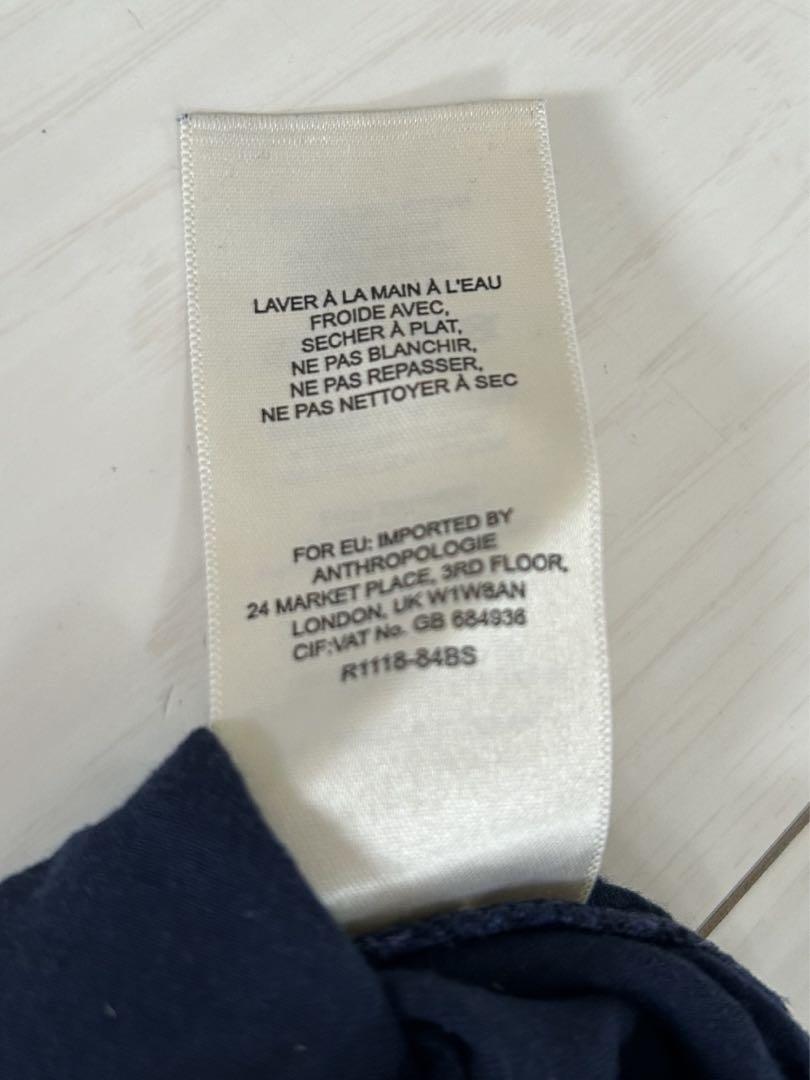 LAVER À LA MAIN À L'EAU
FROIDE AVEC,
SECHER À PLAT,
NE PAS BLANCHIR,
NE PAS REPASSER,
NE PAS NETTOYER À SEC
FOR EU: IMPORTED BY
ANTHROPOLOGIE
24 MARKET PLACE, 3RD FLOOR,
LONDON, UK W1W8AN
CIF:VAT No. GB 684936
R1118-84BS